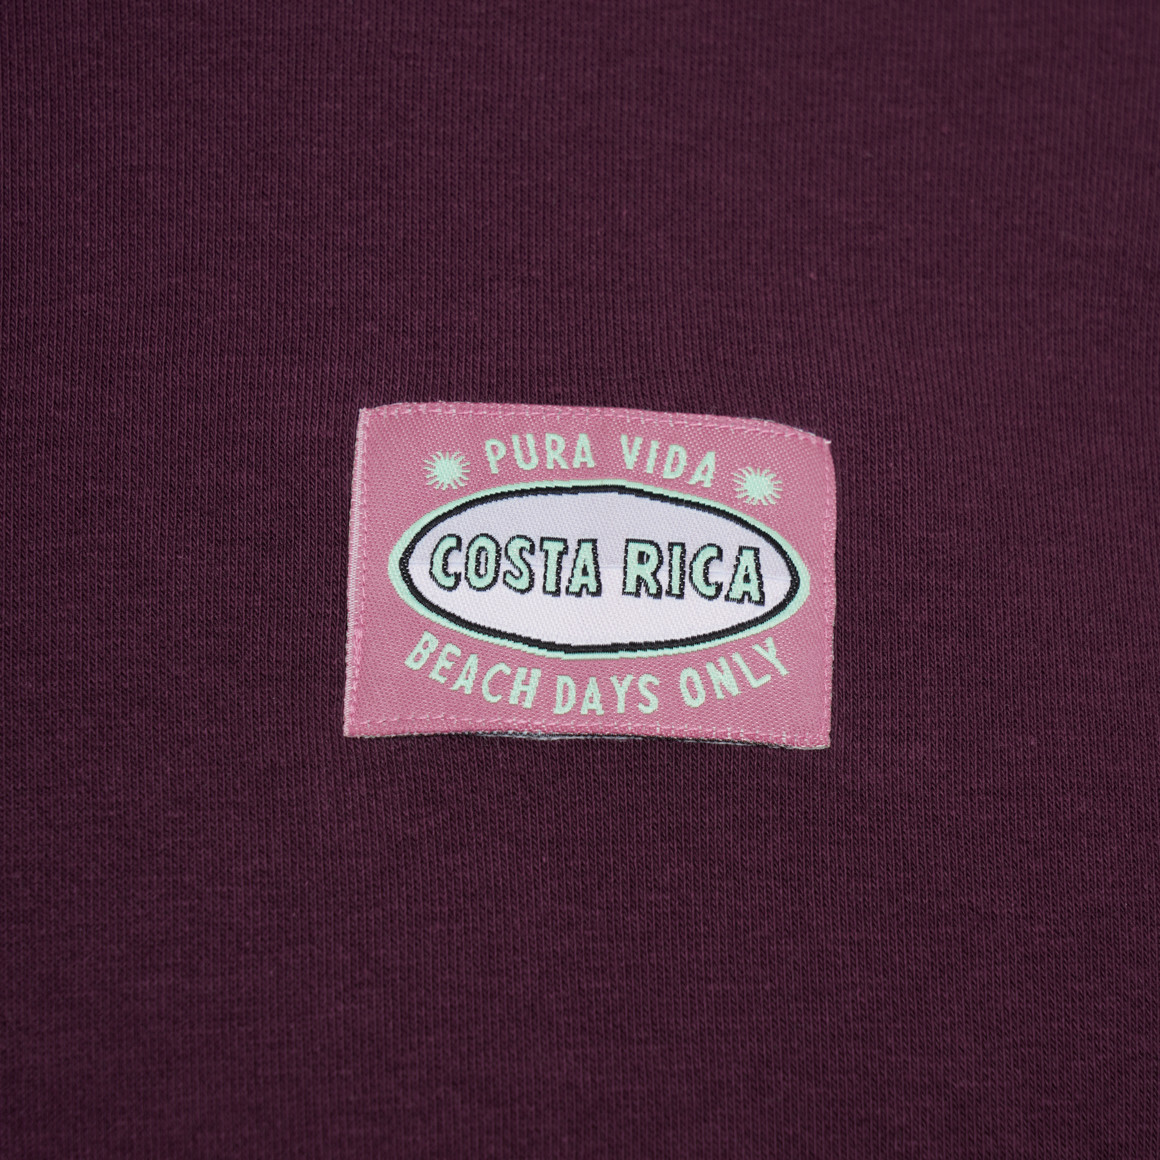 PURA VIDA
COSTA RICA
BEACH DAYS ONLY